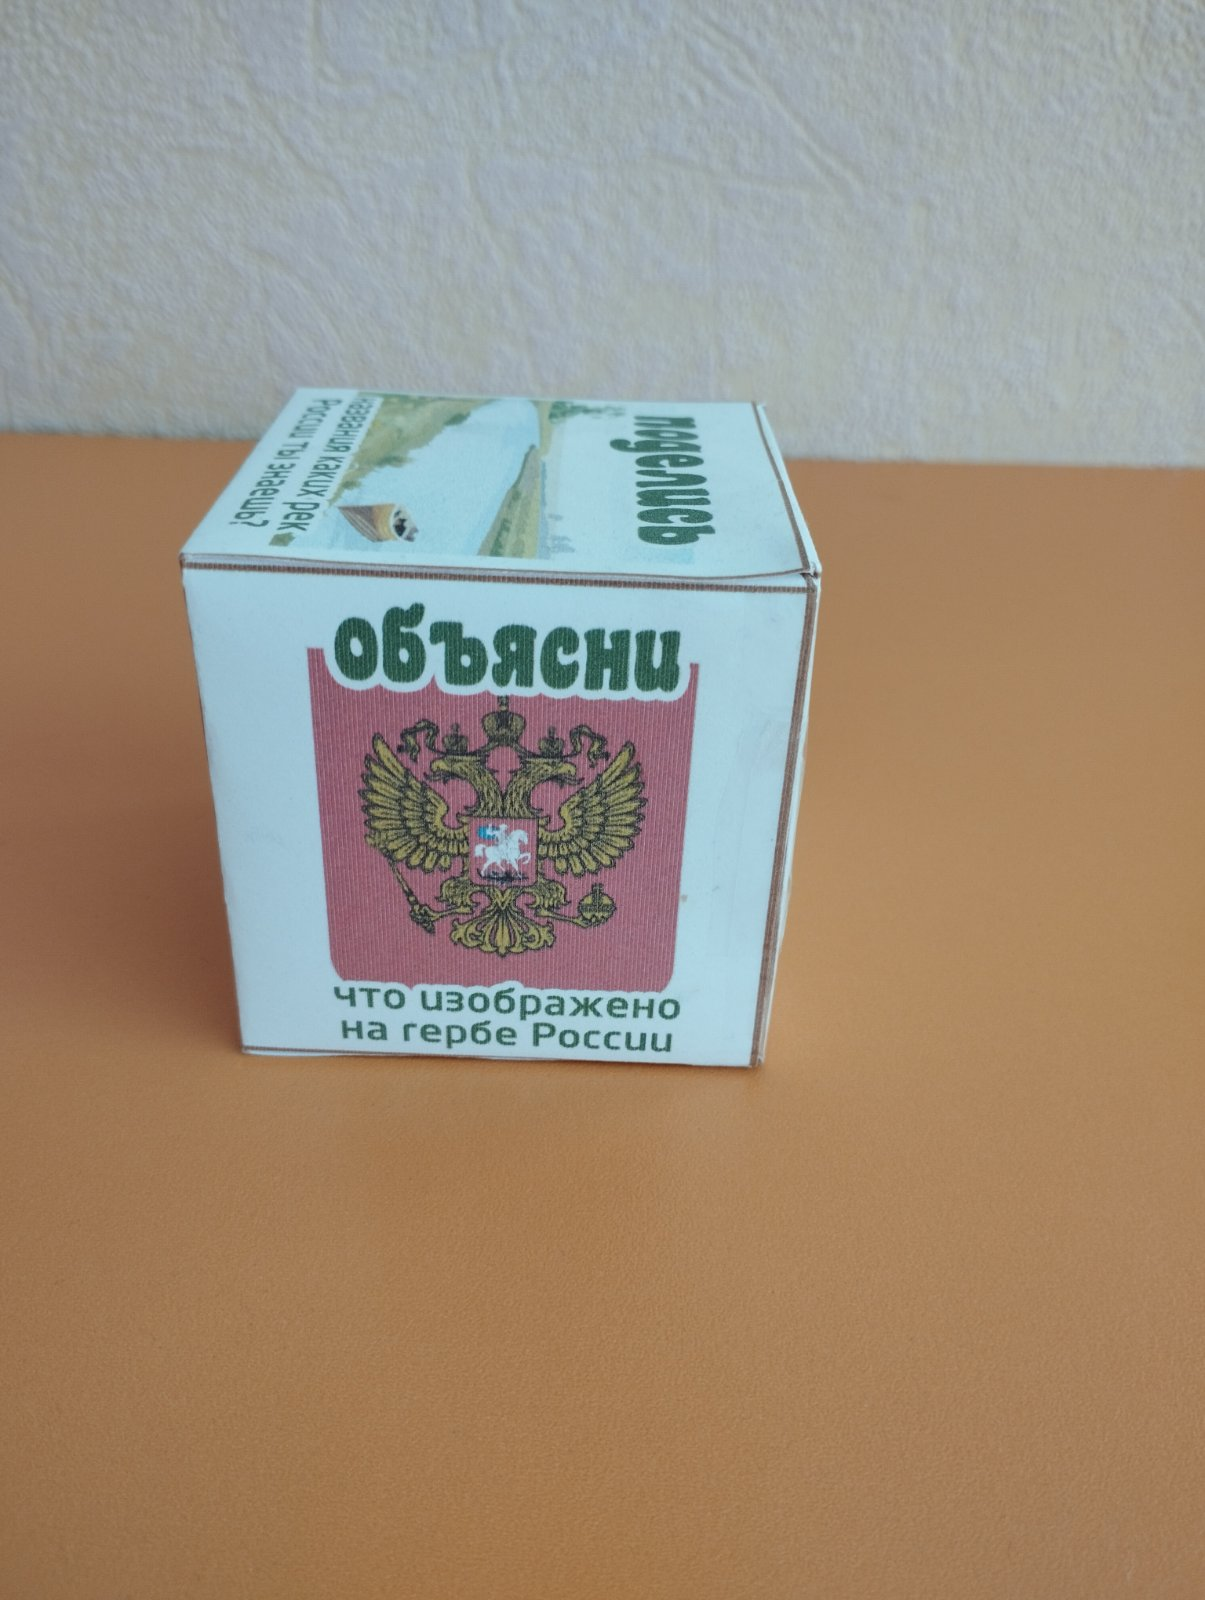 поделись
названия каких рек
России ты знаешь?
объясни
что изображено
на гербе России